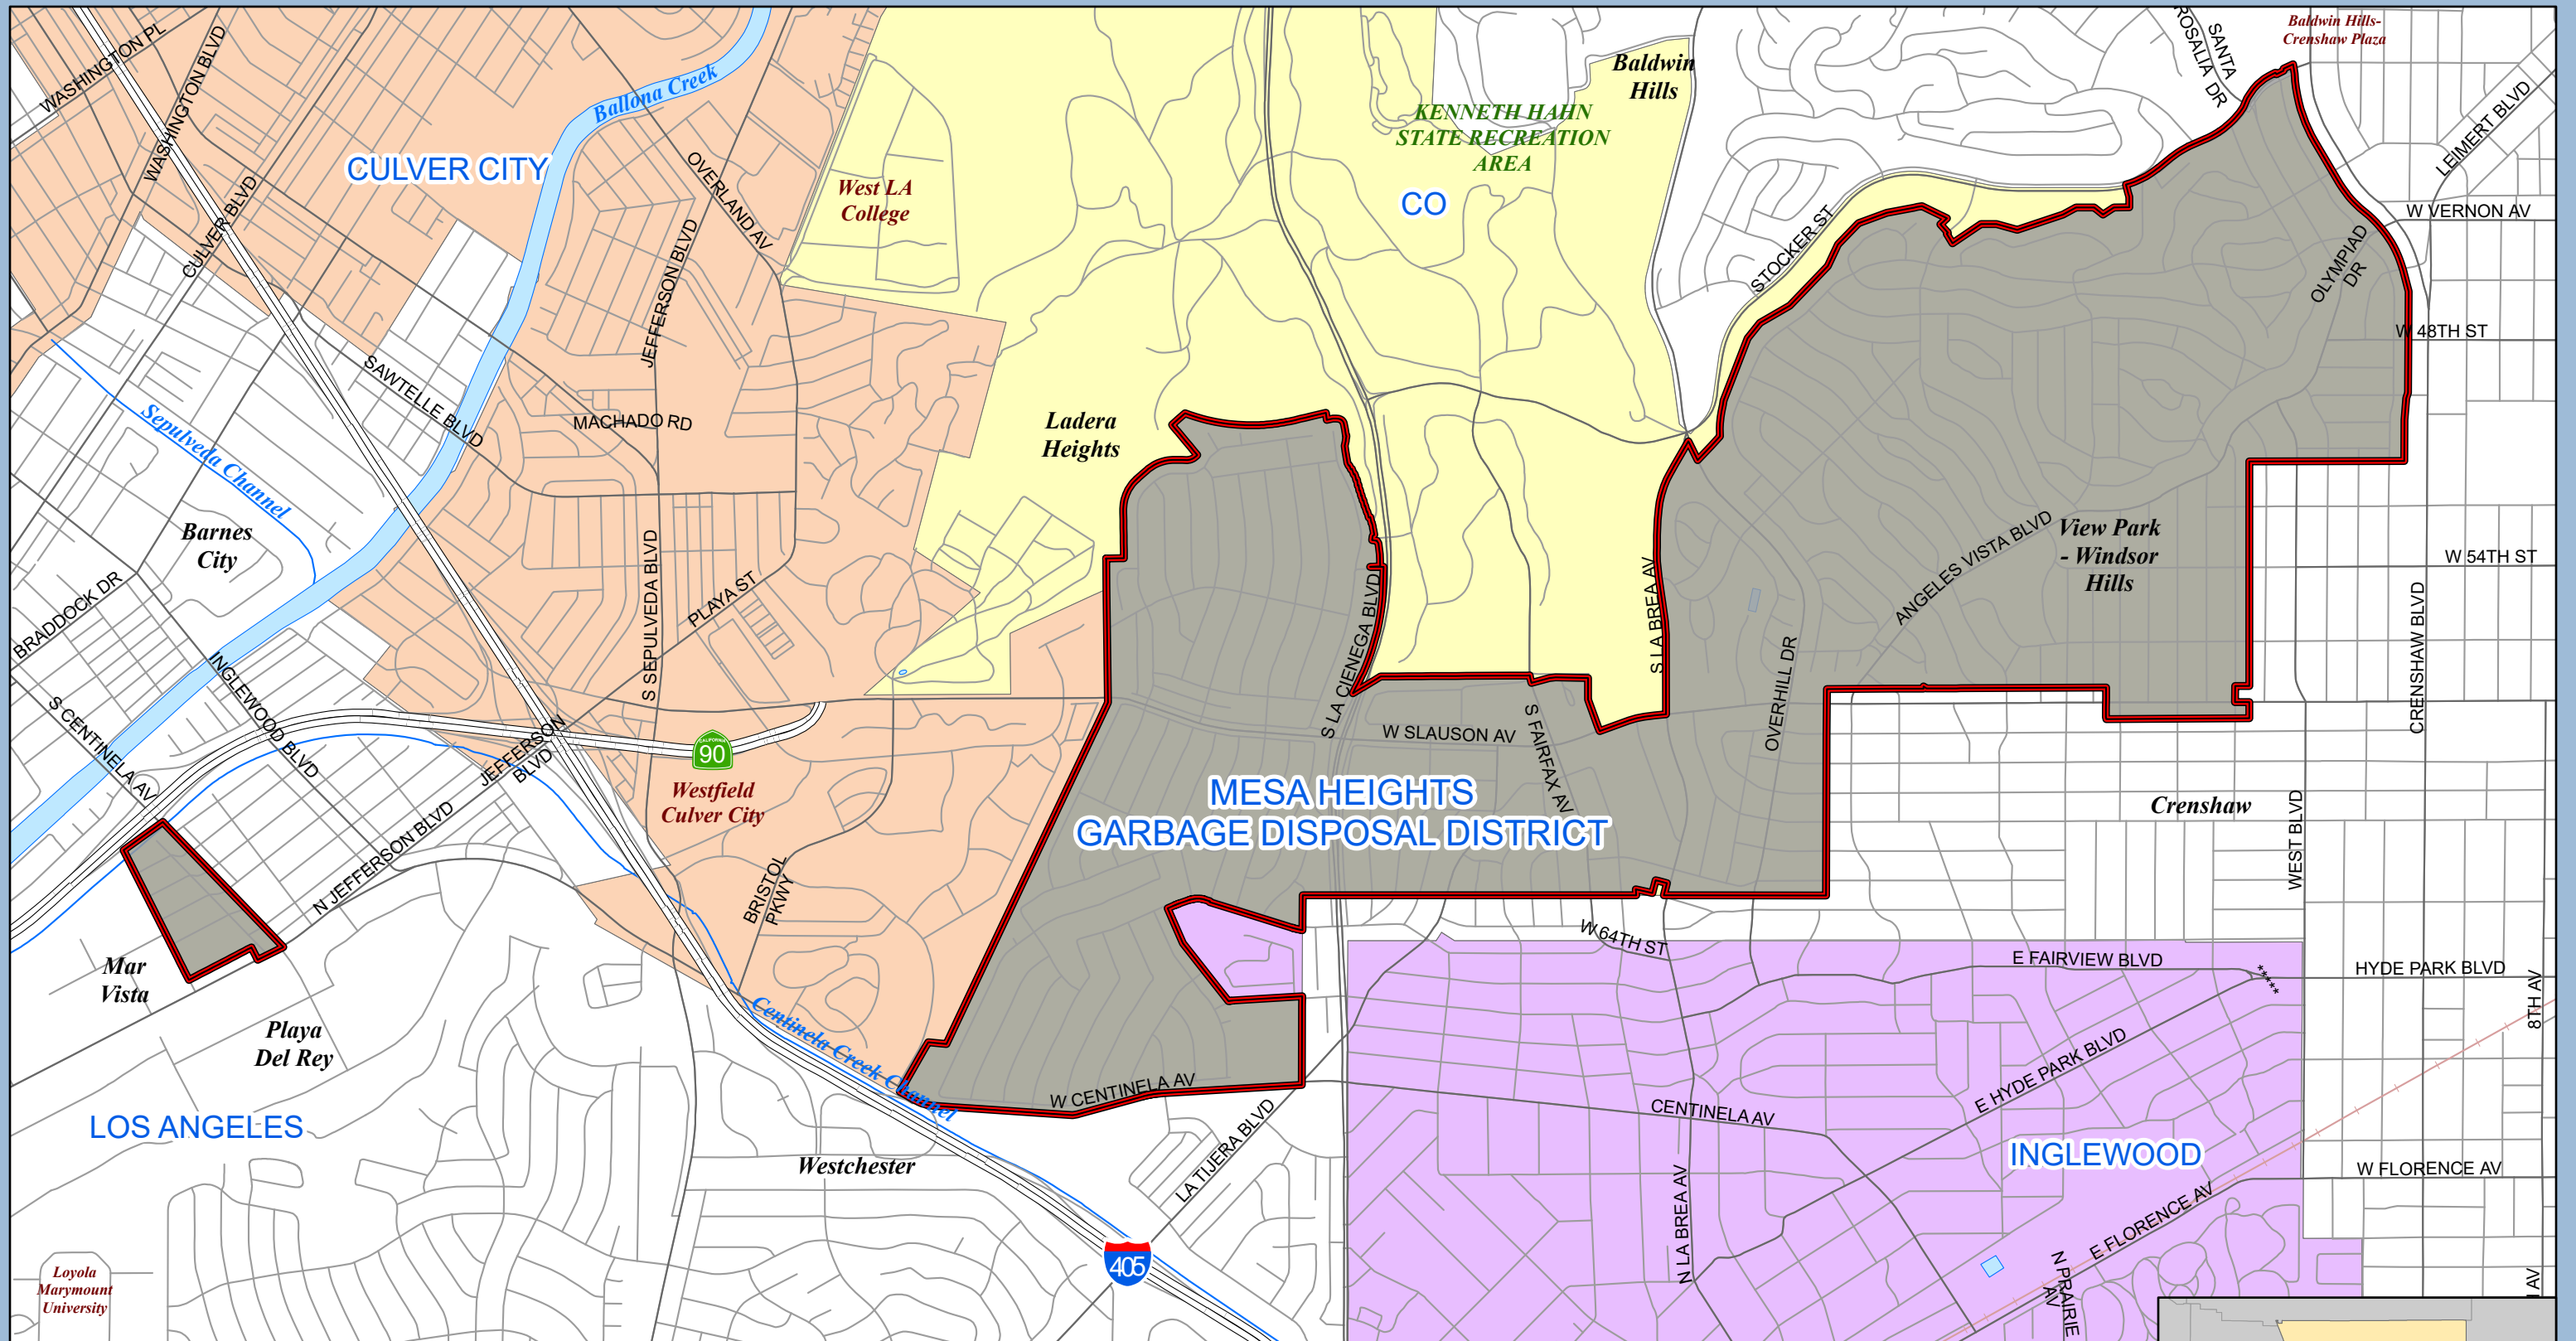 WASHINGTON PL
WASHINGTON BLVD
CULVER BLVD
CULVER CITY
Ballona Creek
OVERLAND AV
JEFFERSON BLVD
West LA
College
KENNETH HAHN
STATE RECREATION
AREA
CO
Baldwin
Hills
ROSALIA DR
SANTA
Baldwin Hills-
Crenshaw Plaza
LEIMERT BLVD
W VERNON AV
STOCKER ST
OLYMPIAD
DR
W 48TH ST
SAWTELLE BLVD
Sepulveda Channel
MACHADO RD
Ladera
Heights
Barnes
City
BRADDOCK DR
S SEPULVEDA BLVD
PLAYA ST
S LA CIENEGA BLVD
S LA BREA AV
OVERHILL DR
ANGELES VISTA BLVD
View Park
- Windsor
Hills
W 54TH ST
CRENSHAW BLVD
S CENTINELA AV
INGLEWOOD BLVD
JEFFERSON
BLVD
N JEFFERSON BLVD
CALIFORNIA
90
Westfield
Culver City
BRISTOL
PKWY
W SLAUSON AV
S FAIRFAX AV
MESA HEIGHTS
GARBAGE DISPOSAL DISTRICT
Crenshaw
WEST BLVD
Mar
Vista
Playa
Del Rey
LOS ANGELES
Centinela Creek Channel
W CENTINELA AV
W 64TH ST
E FAIRVIEW BLVD
HYDE PARK BLVD
8TH AV
E HYDE PARK BLVD
CENTINELA AV
INGLEWOOD
W FLORENCE AV
E FLORENCE AV
N LA BREA AV
N PRAIRIE
AV
LA TIJERA BLVD
Westchester
405
Loyola
Marymount
University
AV